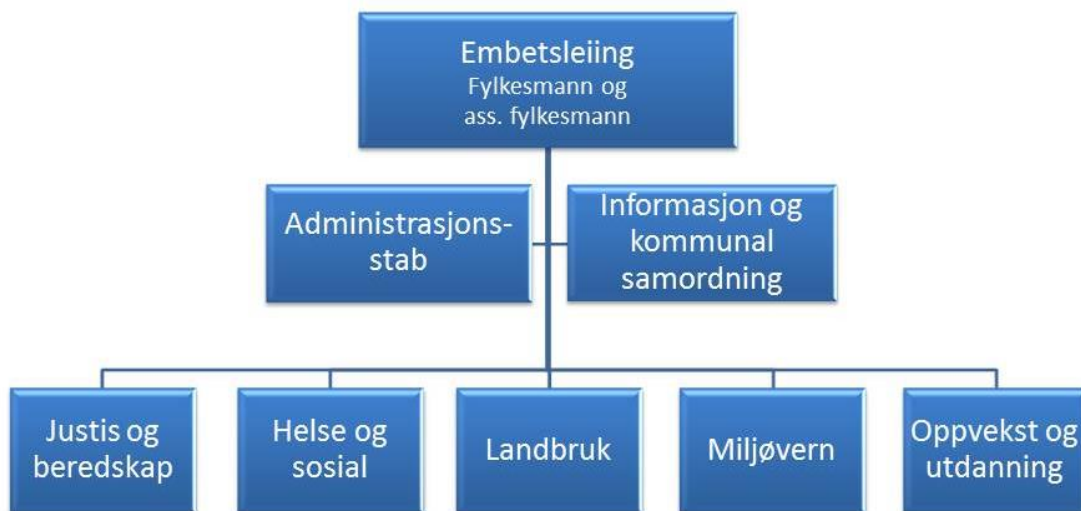 Embetsleiing
Fylkesmann og
ass. fylkesmann
Administrasjons-
stab
Informasjon og
kommunal
samordning
Justis og
beredskap
Helse og
sosial
Landbruk
Miljøvern
Oppvekst og
utdanning